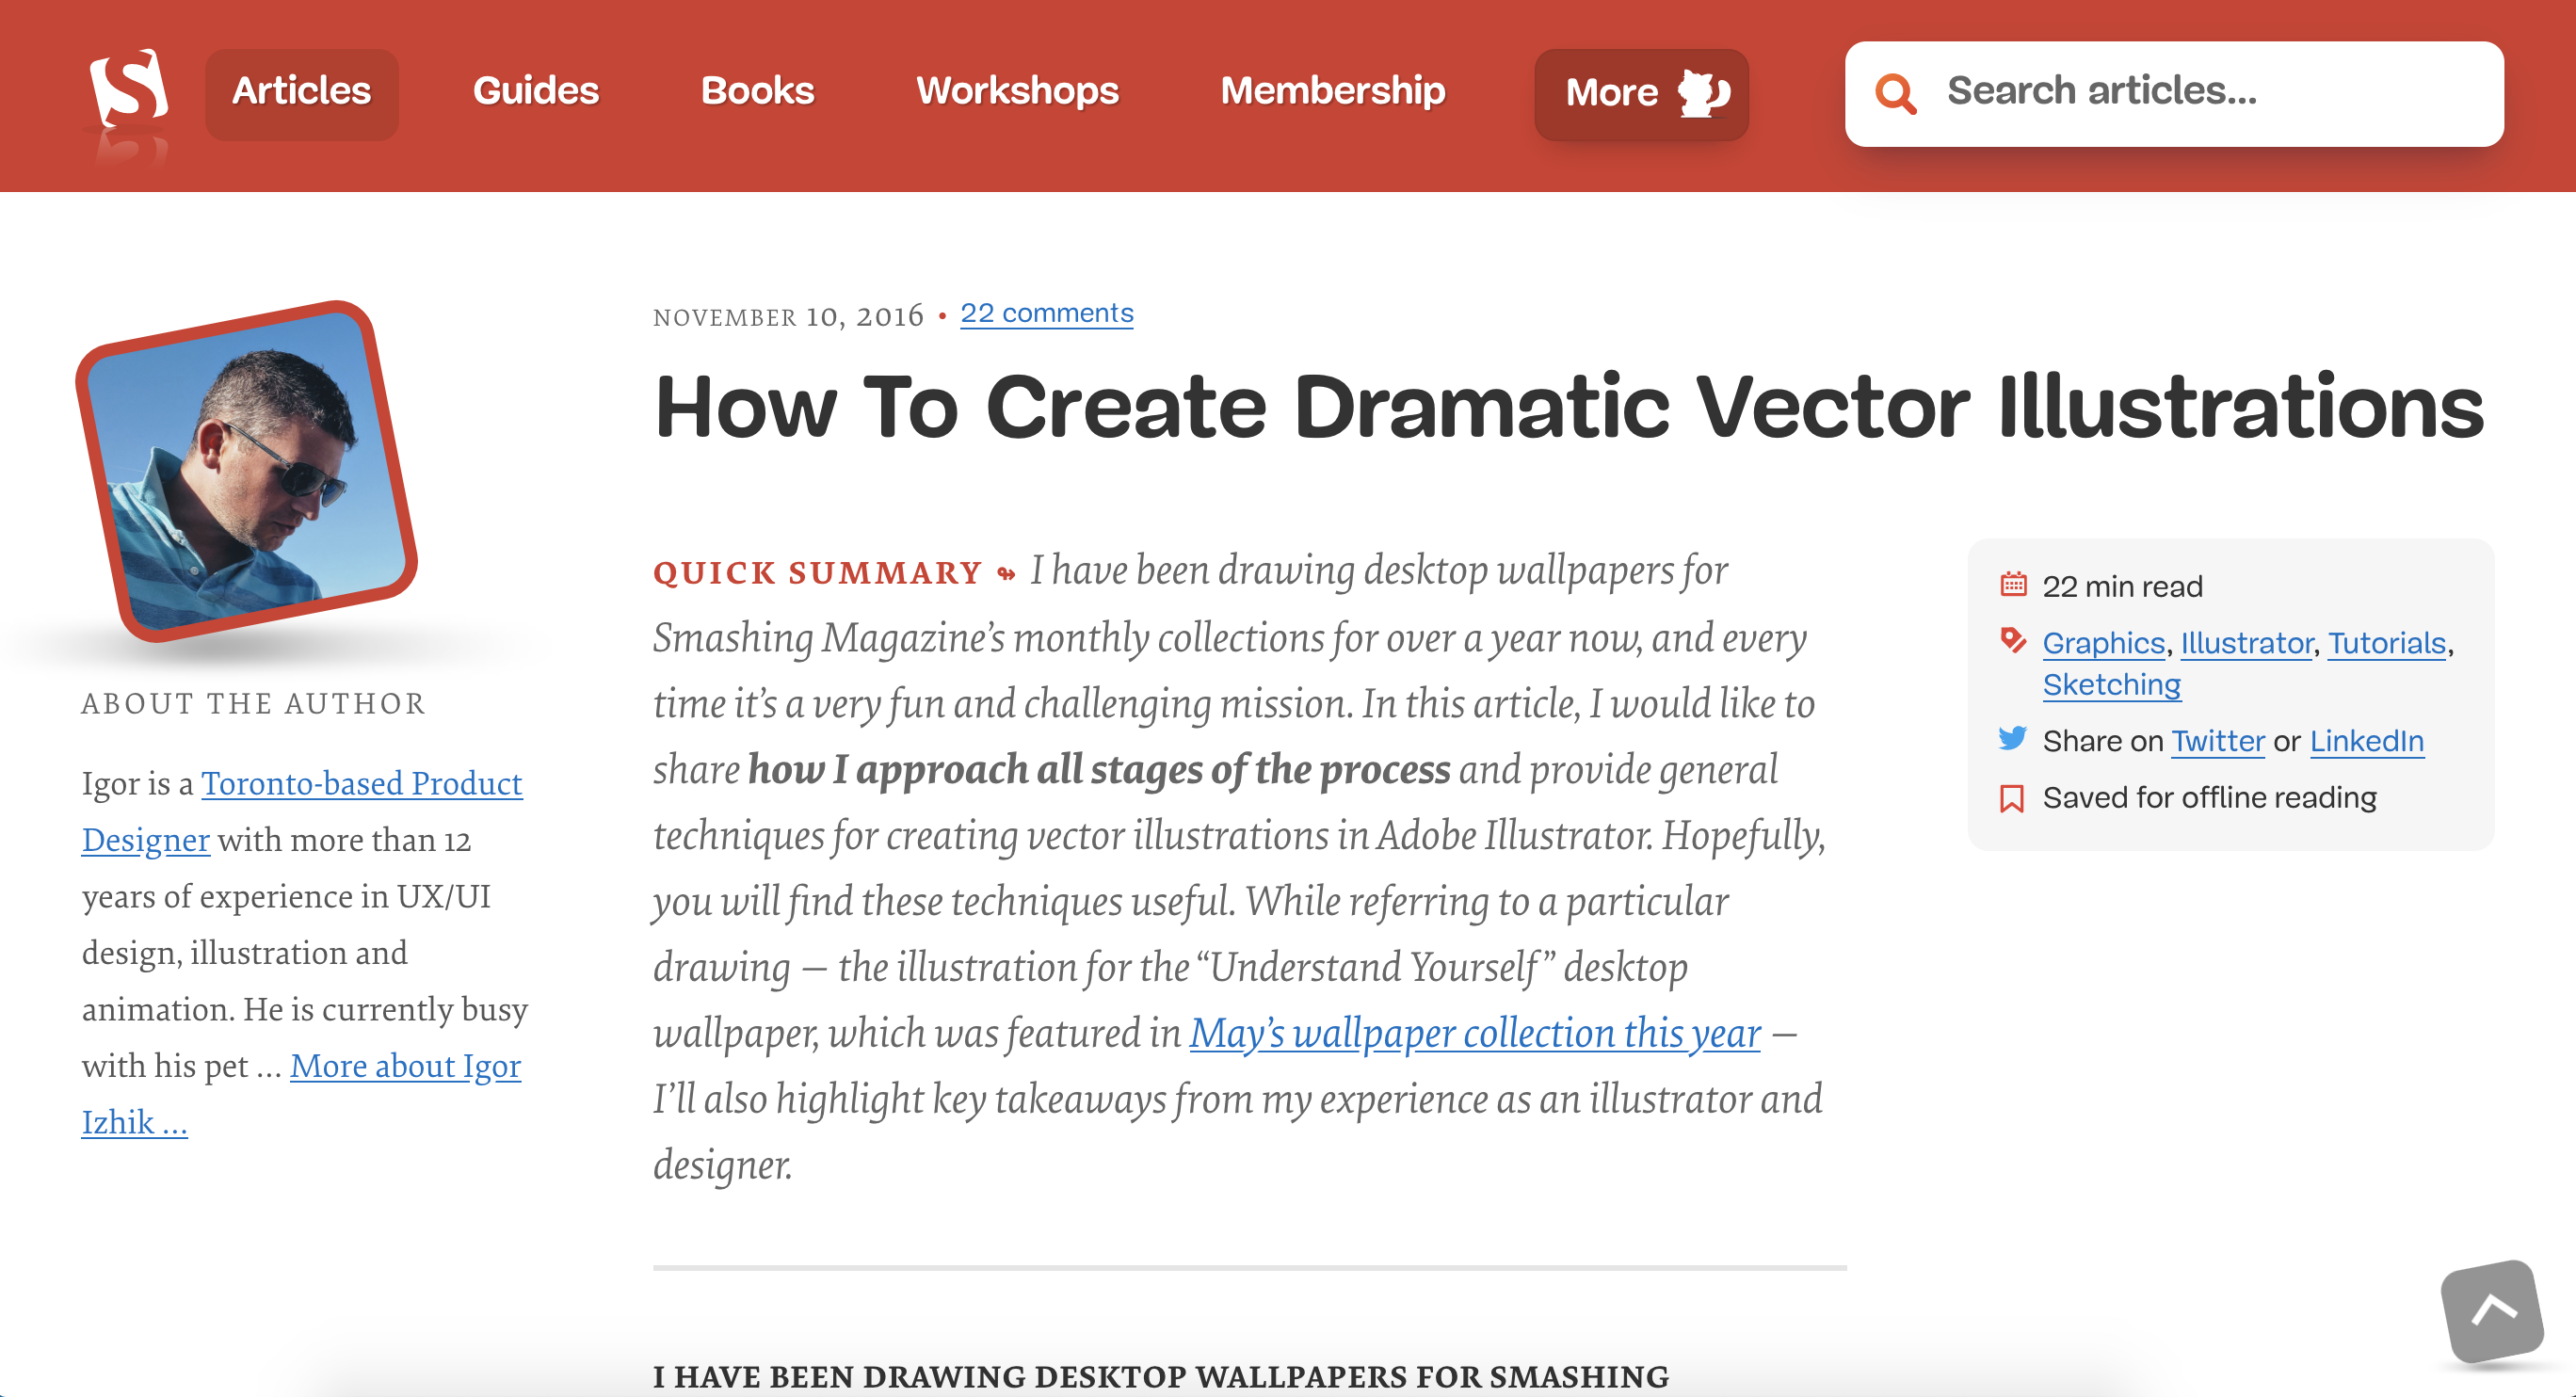 Articles
Guides
Books
Workshops
Membership
More
Search articles...
NOVEMBER 10, 2016 • 22 comments
How To Create Dramatic Vector Illustrations
QUICK SUMMARY ↬ I have been drawing desktop wallpapers for
Smashing Magazine’s monthly collections for over a year now, and every
time it’s a very fun and challenging mission. In this article, I would like to
share how I approach all stages of the process and provide general
techniques for creating vector illustrations in Adobe Illustrator. Hopefully,
you will find these techniques useful. While referring to a particular
drawing — the illustration for the “Understand Yourself” desktop
wallpaper, which was featured in May’s wallpaper collection this year —
I’ll also highlight key takeaways from my experience as an illustrator and
designer.
ABOUT THE AUTHOR
Igor is a Toronto-based Product
Designer with more than 12
years of experience in UX/UI
design, illustration and
animation. He is currently busy
with his pet … More about Igor
Izhik …
22 min read
Graphics, Illustrator, Tutorials,
Sketching
Share on Twitter or LinkedIn
Saved for offline reading
I HAVE BEEN DRAWING DESKTOP WALLPAPERS FOR SMASHING